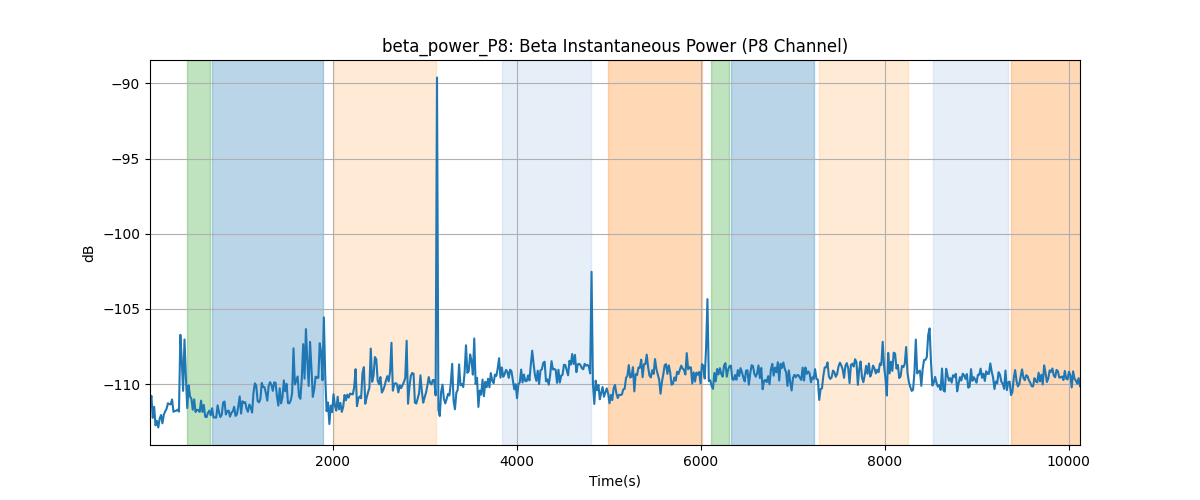 beta_power_P8: Beta Instantaneous Power (P8 Channel)
−90
−95
−100
−105
−110
dB
2000 4000 6000 8000 10000
Time(s)